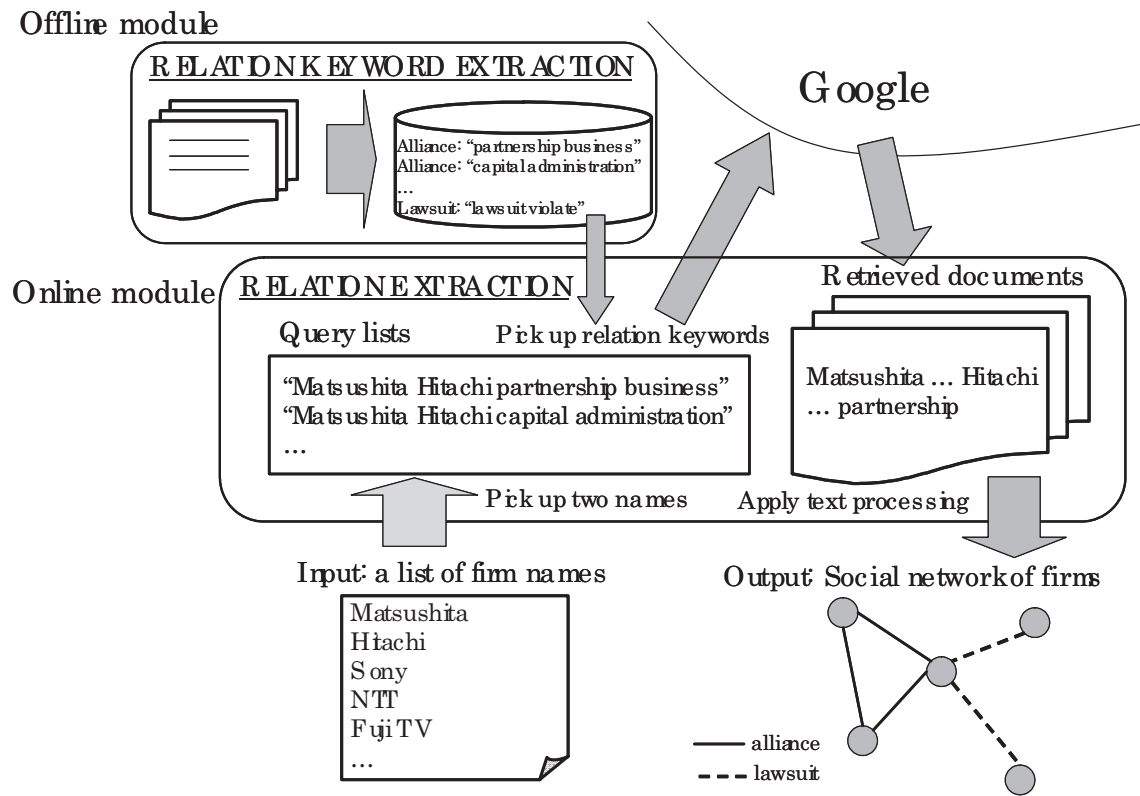 Offline module
RELATION KEYWORD EXTRACTION
Google
Alliance: “partnership business”
Alliance: “capital administration”
...
Lawsuit: “lawsuit violate”
Online module
RELATION EXTRACTION
Retrieved documents
Query lists
Pick up relation keywords
“Matsushita Hitachi partnership business”
“Matsushita Hitachi capital administration”
...
Matsushita ... Hitachi
... partnership
Pick up two names
Apply text processing
Input: a list of firm names
Output: Social network of firms
Matsushita
Hitachi
Sony
NTT
Fuji TV
...
alliance
lawsuit